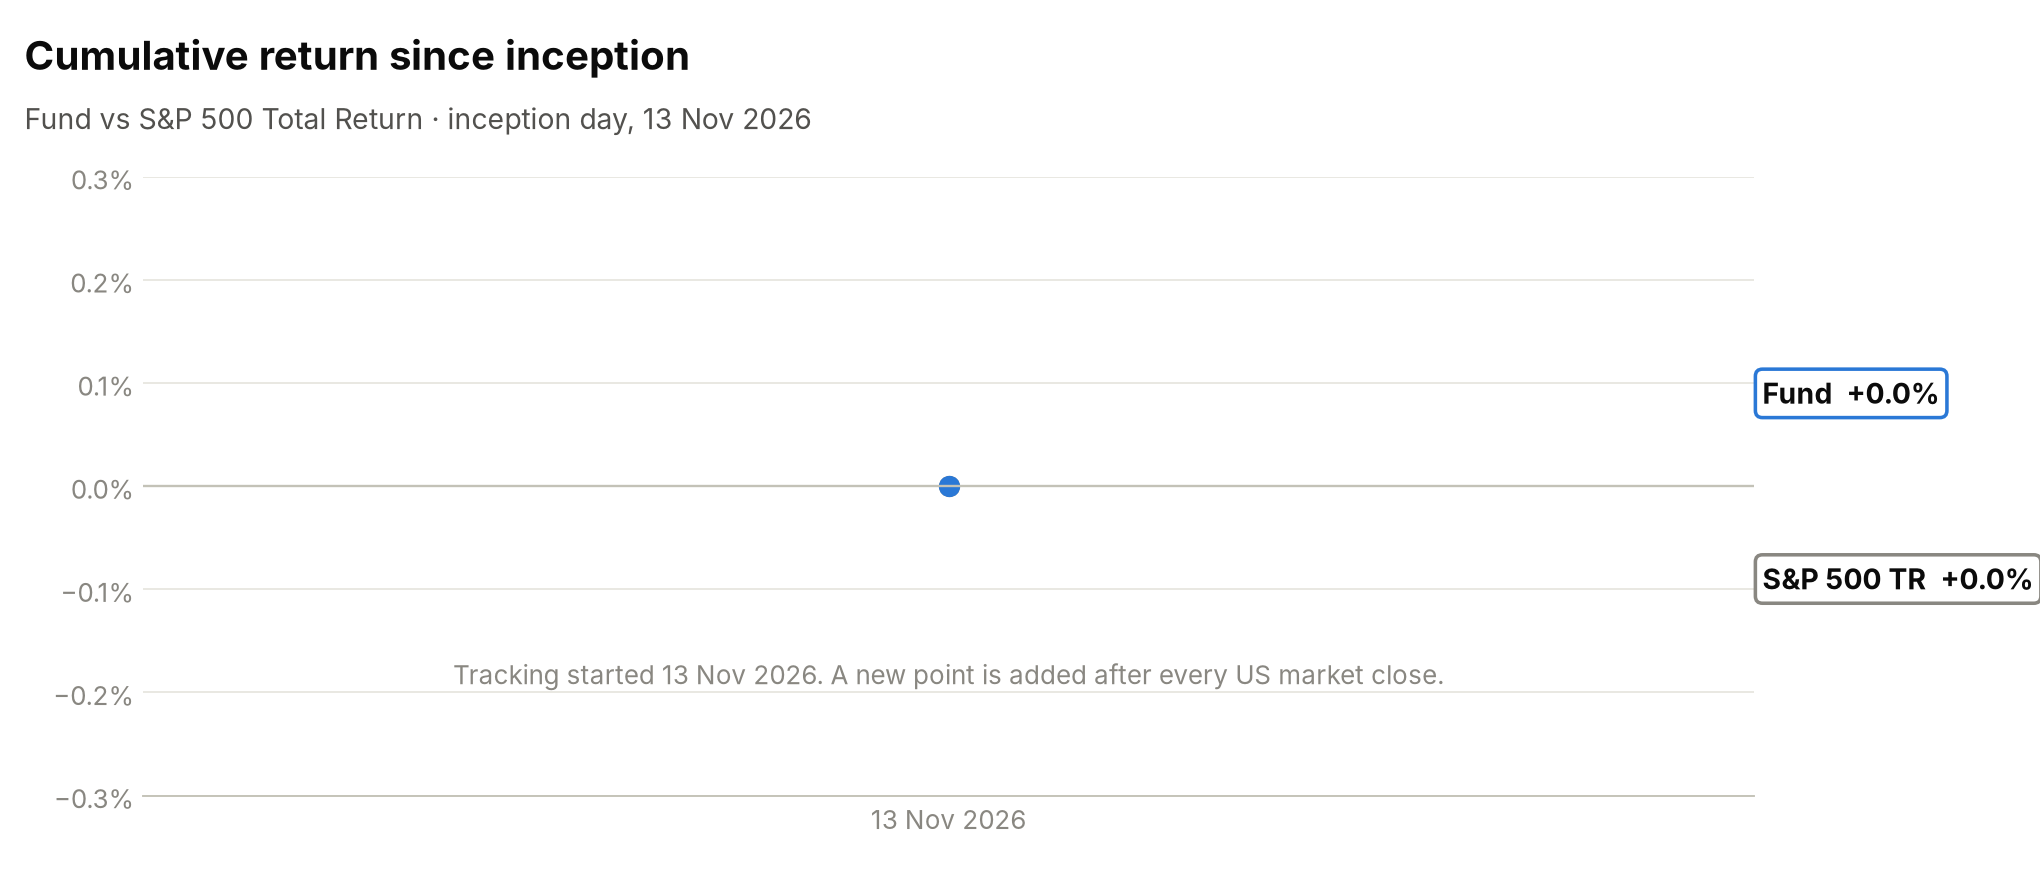 Cumulative return since inception
Fund vs S&P 500 Total Return · inception day, 13 Nov 2026
0.3%
0.2%
0.1%
Fund +0.0%
0.0%
S&P 500 TR +0.0%
−0.1%
Tracking started 13 Nov 2026. A new point is added after every US market close.
−0.2%
−0.3%
13 Nov 2026